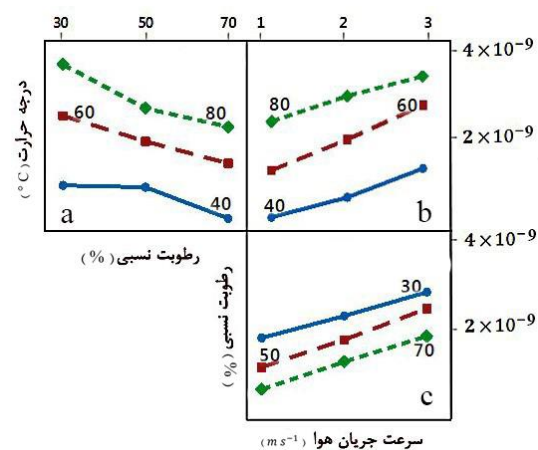 30 50 70 1 2 3
4×10⁻⁹
80
60
80
60
2×10⁻⁹
40
40
a
b
درجه حرارت (°C)
رطوبت نسبی (%)
4×10⁻⁹
30
2×10⁻⁹
50
70
c
رطوبت نسبی (%)
سرعت جریان هوا (m s⁻¹)